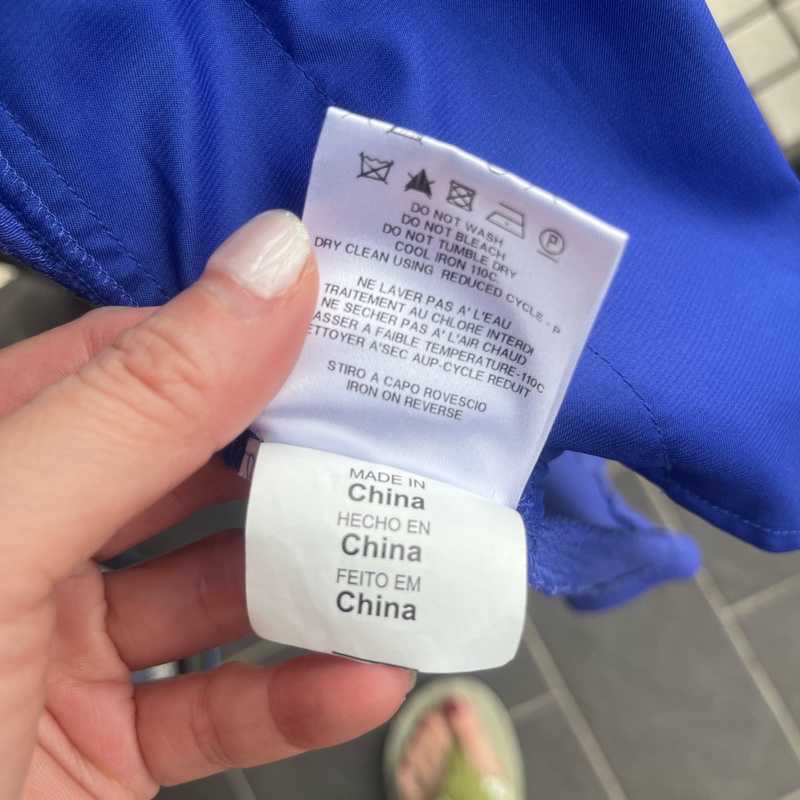 P
DO NOT WASH
DO NOT BLEACH
DO NOT TUMBLE DRY
COOL IRON 110C.
DRY CLEAN USING REDUCED CYCLE - P
NE LAVER PAS A' L'EAU
TRAITEMENT AU CHLORE INTERDI
NE SECHER PAS A' L'AIR CHAUD
A FAIBLE TEMPERATURE-110C
A'SEC AUP-CYCLE REDUIT
STIRO A CAPO ROVESCIO
IRON ON REVERSE
MADE IN
China
HECHO EN
China
FEITO EM
China